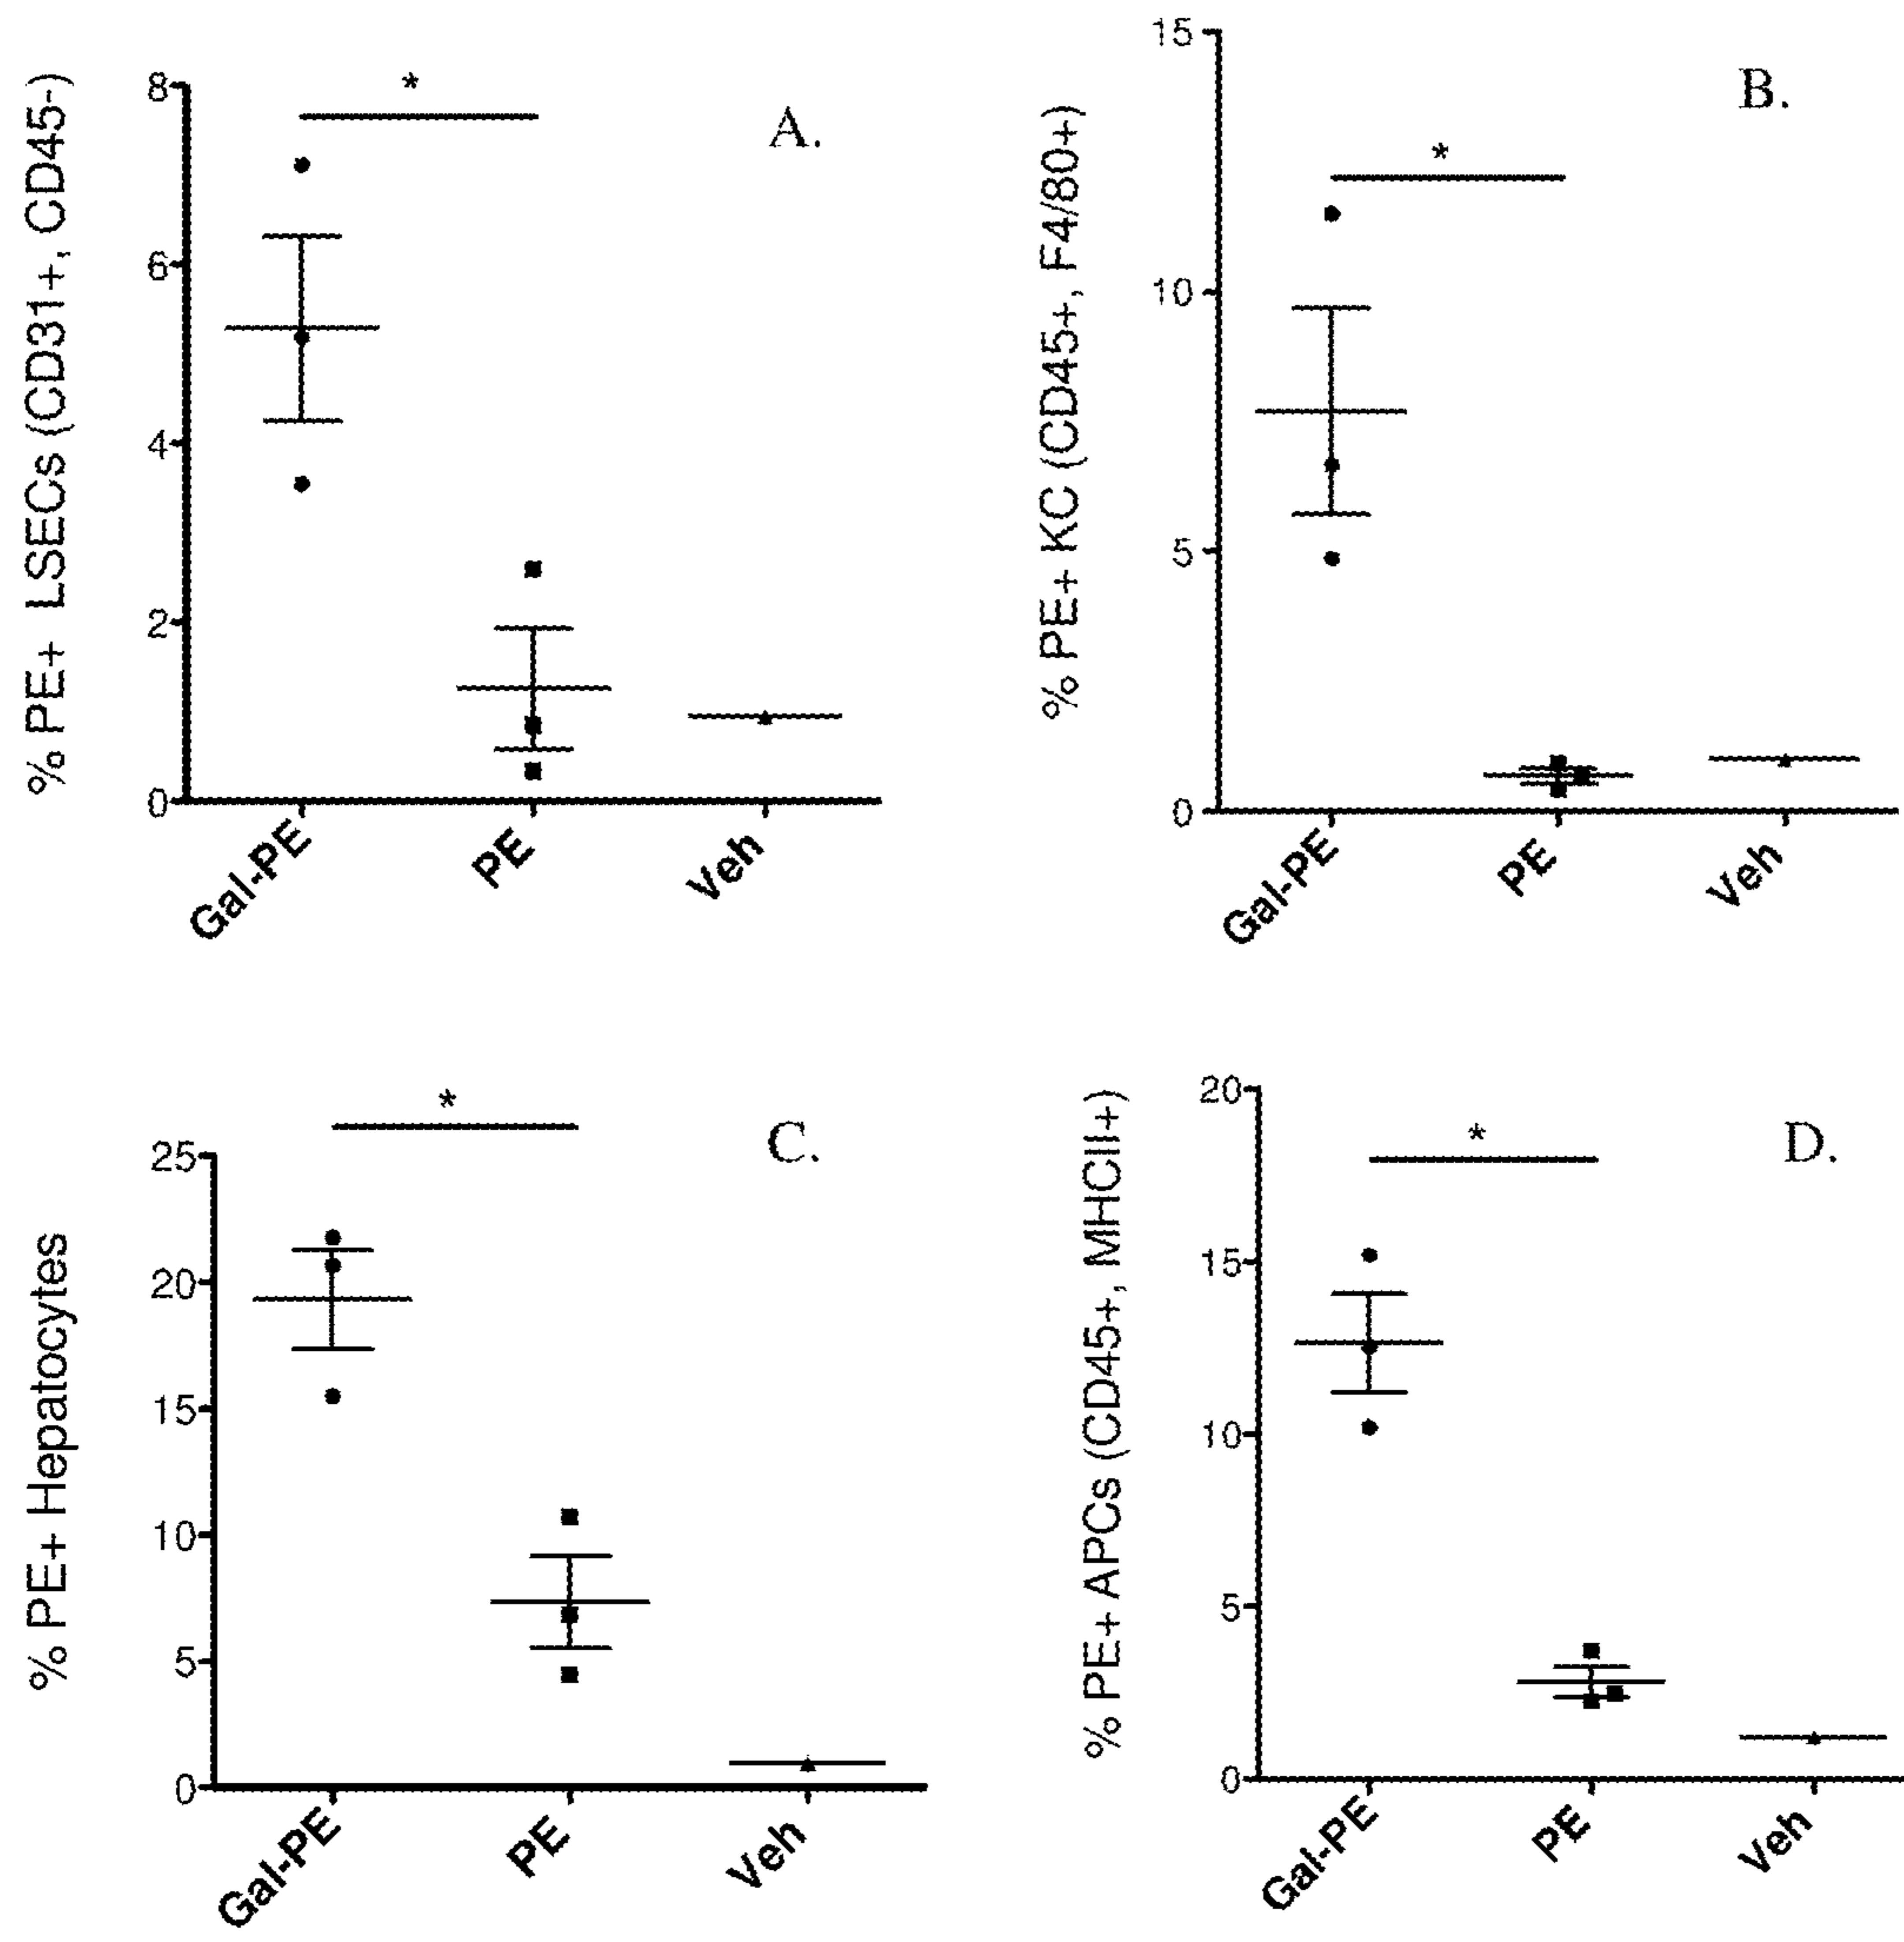 A.
*
% PE+ LSECs (CD31+, CD45-)
8
6
4
2
0
Gal-PE
PE
Veh
B.
*
% PE+ KC (CD45+, F4/80+)
15
10
5
0
Gal-PE
PE
Veh
C.
*
% PE+ Hepatocytes
25
20
15
10
5
0
Gal-PE
PE
Veh
D.
*
% PE+ APCs (CD45+, MHCII+)
20
15
10
5
0
Gal-PE
PE
Veh